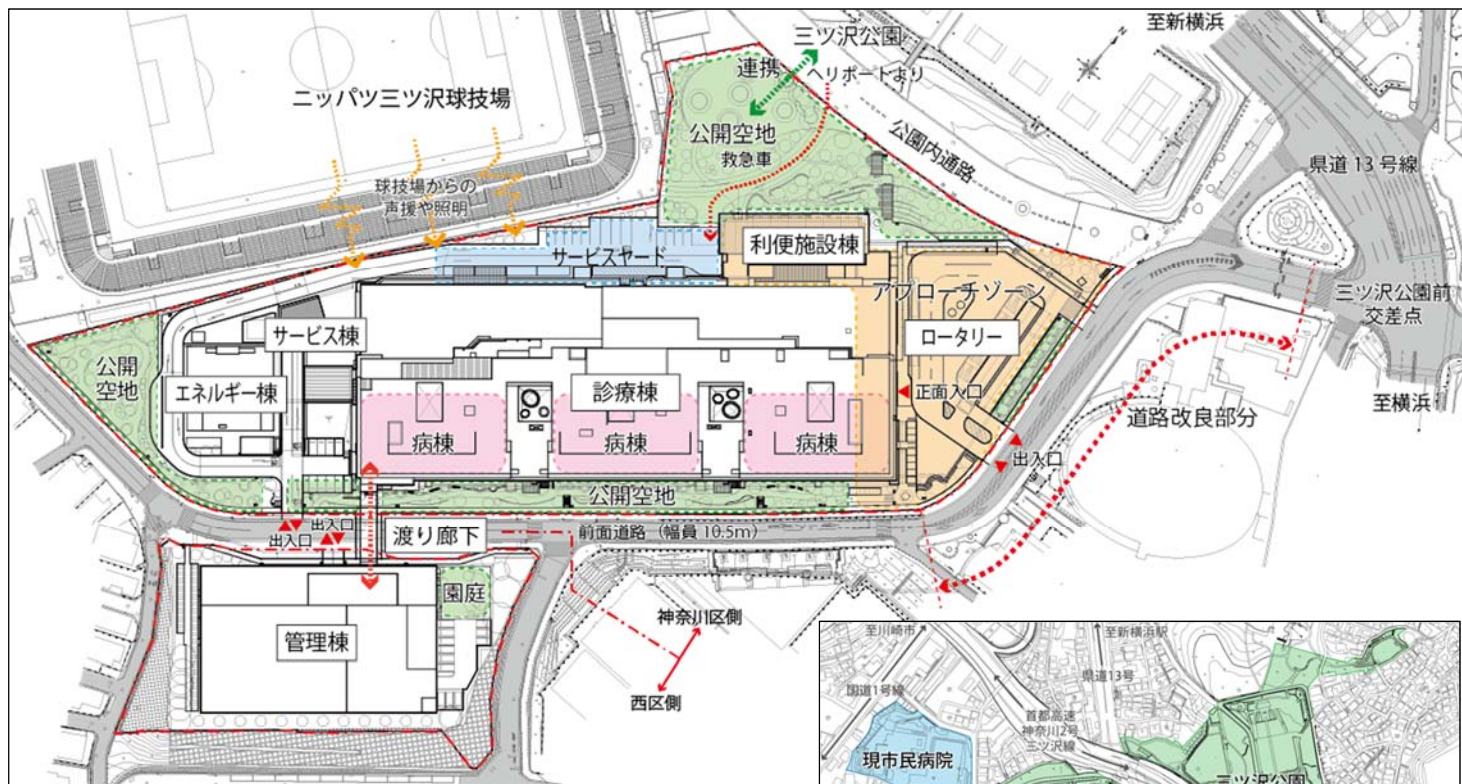 至新横浜
三ツ沢公園
連携
ヘリポートより
N
ニッパツ三ツ沢球技場
公開空地
救急車
公園内通路
県道13号線
球技場からの
声援や照明
利便施設棟
サービスヤード
アプローチゾーン
三ツ沢公園前
交差点
サービス棟
ロータリー
公開
空地
エネルギー棟
診療棟
正面入口
至横浜
道路改良部分
病棟
病棟
病棟
出入口
公開空地
出入口
出入口
渡り廊下
前面道路（幅員 10.5m）
園庭
神奈川区側
管理棟
西区側
至川崎市
至新横浜駅
国道1号線
県道13号
首都高速
神奈川2号
三ツ沢線
現市民病院
三ツ沢公園